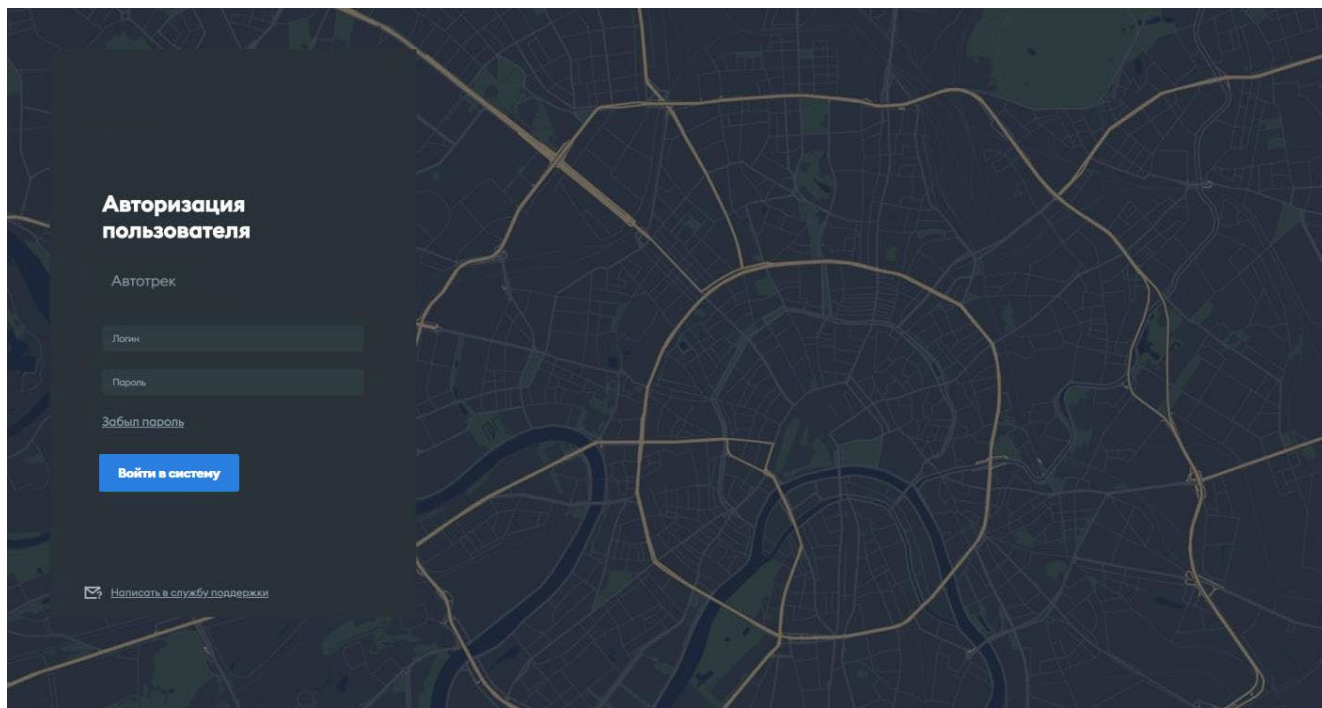 Авторизация
пользователя
Автотрек
Логин
Пароль
Забыл пароль
Войти в систему
Написать в службу поддержки